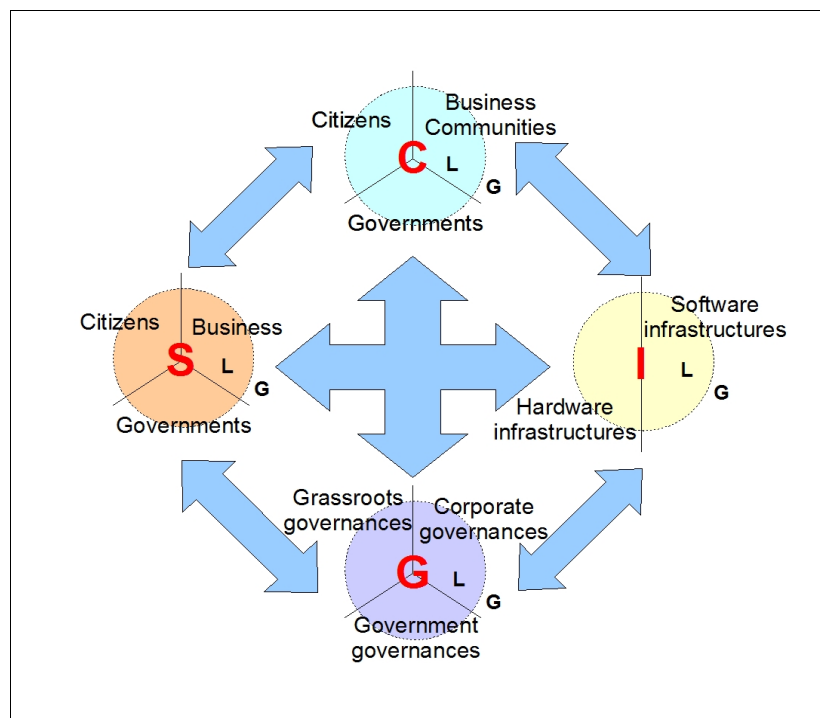 Citizens
Business
Communities
C
L
G
Governments
Citizens
Business
S
L
G
Governments
Software
infrastructures
I
L
G
Hardware
infrastructures
Grassroots
governances
Corporate
governances
G
L
G
Government
governances